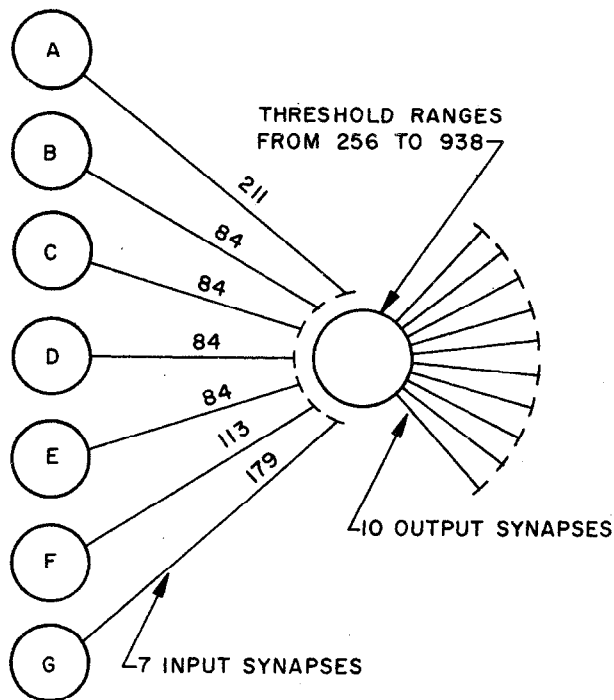 A
B
C
D
E
F
G
THRESHOLD RANGES
FROM 256 TO 938
211
84
84
84
84
113
179
10 OUTPUT SYNAPSES
7 INPUT SYNAPSES